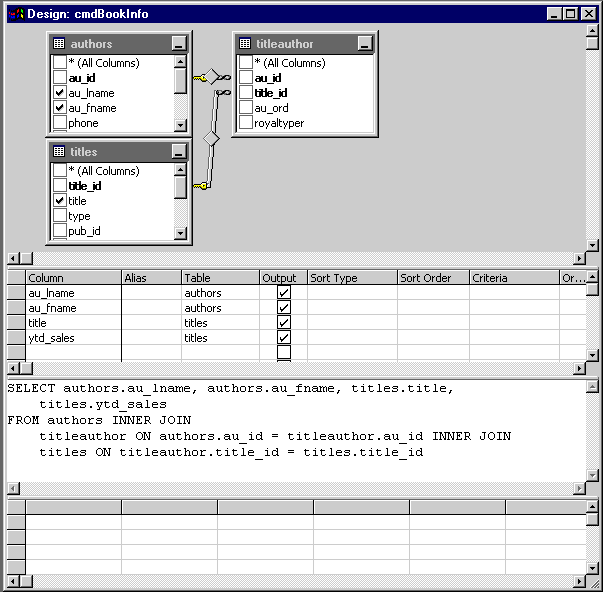 Design: cmdBookInfo
authors
* (All Columns)
au_id
au_lname
au_fname
phone
titleauthor
* (All Columns)
au_id
title_id
au_ord
royaltyper
titles
* (All Columns)
title_id
title
type
pub_id
Column Alias Table Output Sort Type Sort Order Criteria Or...
au_lname authors
au_fname authors
title titles
ytd_sales titles
SELECT authors.au_lname, authors.au_fname, titles.title,
titles.ytd_sales
FROM authors INNER JOIN
titleauthor ON authors.au_id = titleauthor.au_id INNER JOIN
titles ON titleauthor.title_id = titles.title_id